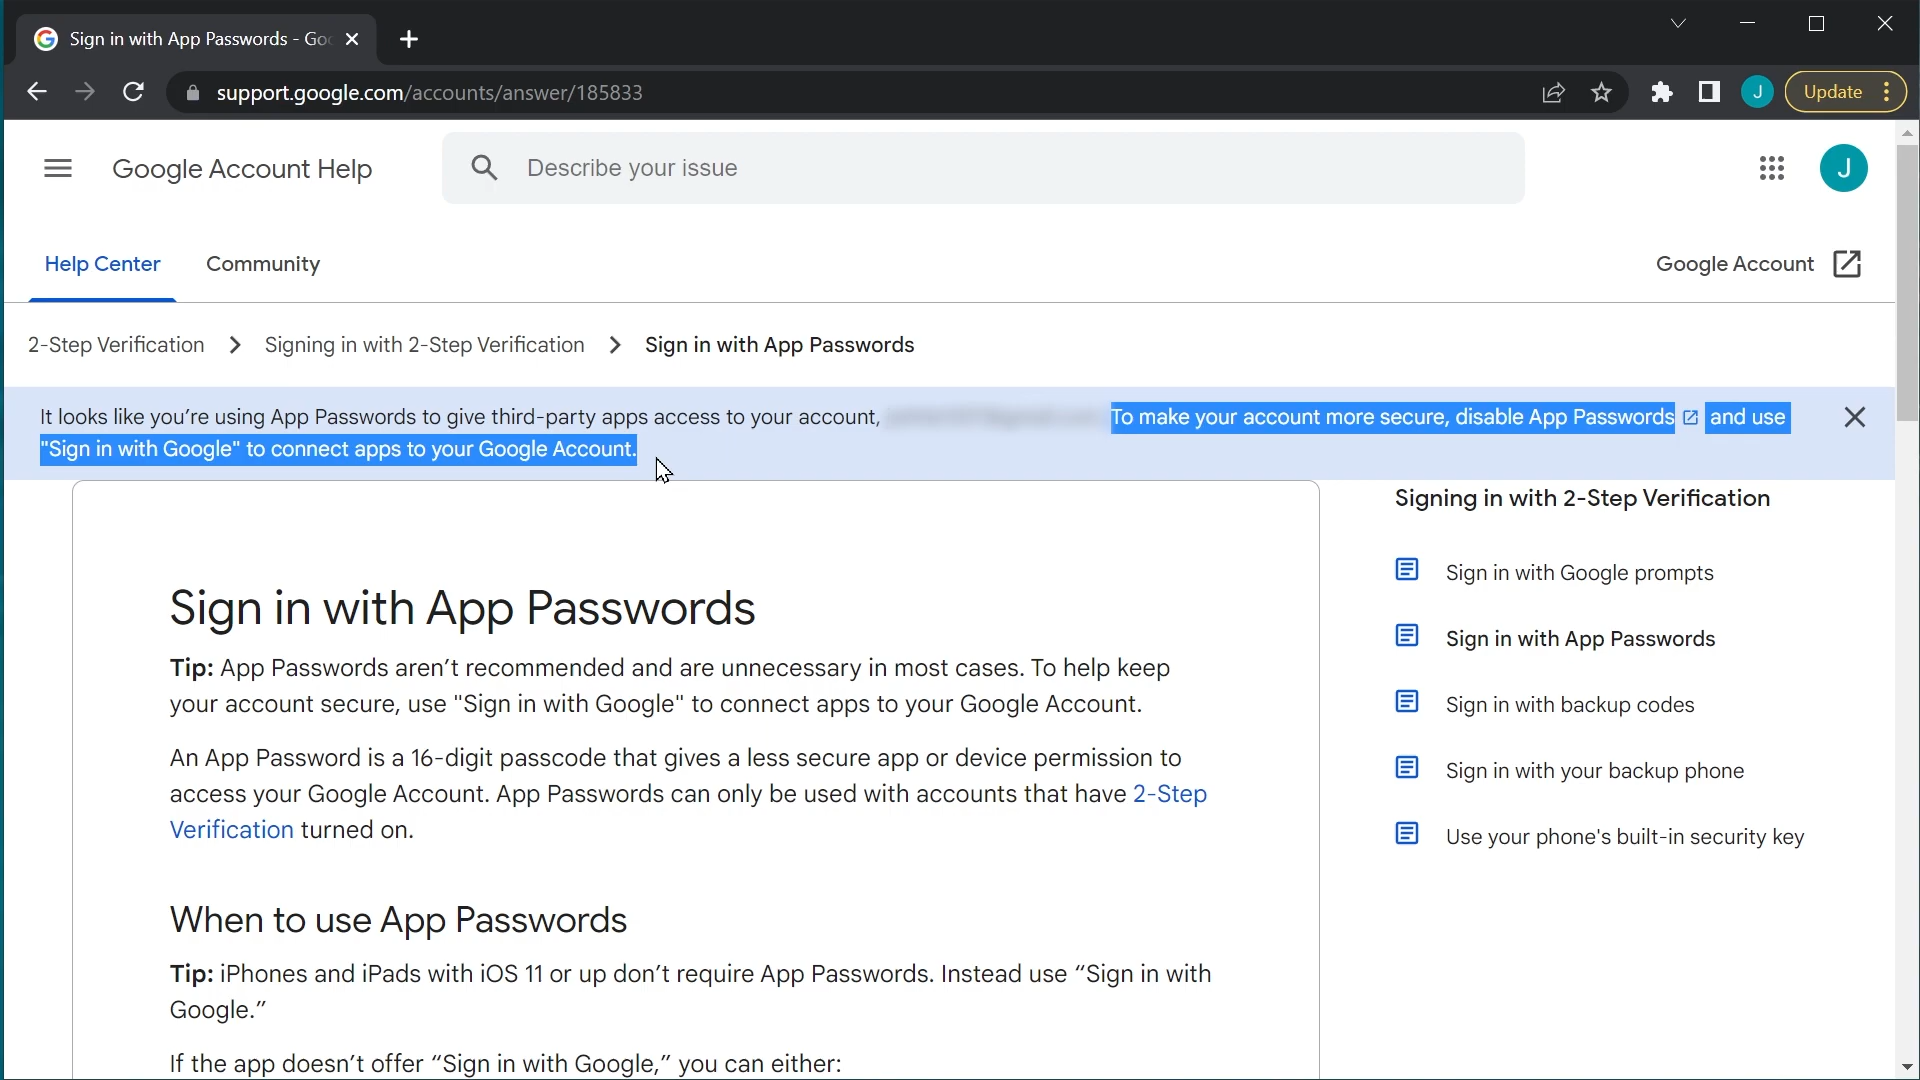 Sign in with App Passwords - Goo
support.google.com/accounts/answer/185833
J
Update
Google Account Help
Describe your issue
J
Help Center
Community
Google Account
2-Step Verification > Signing in with 2-Step Verification > Sign in with App Passwords
It looks like you're using App Passwords to give third-party apps access to your account, To make your account more secure, disable App Passwords and use
"Sign in with Google" to connect apps to your Google Account.
Sign in with App Passwords
Tip: App Passwords aren't recommended and are unnecessary in most cases. To help keep
your account secure, use "Sign in with Google" to connect apps to your Google Account.
An App Password is a 16-digit passcode that gives a less secure app or device permission to
access your Google Account. App Passwords can only be used with accounts that have 2-Step
Verification turned on.
When to use App Passwords
Tip: iPhones and iPads with iOS 11 or up don't require App Passwords. Instead use “Sign in with
Google.”
If the app doesn't offer “Sign in with Google,” you can either:
Signing in with 2-Step Verification
Sign in with Google prompts
Sign in with App Passwords
Sign in with backup codes
Sign in with your backup phone
Use your phone's built-in security key